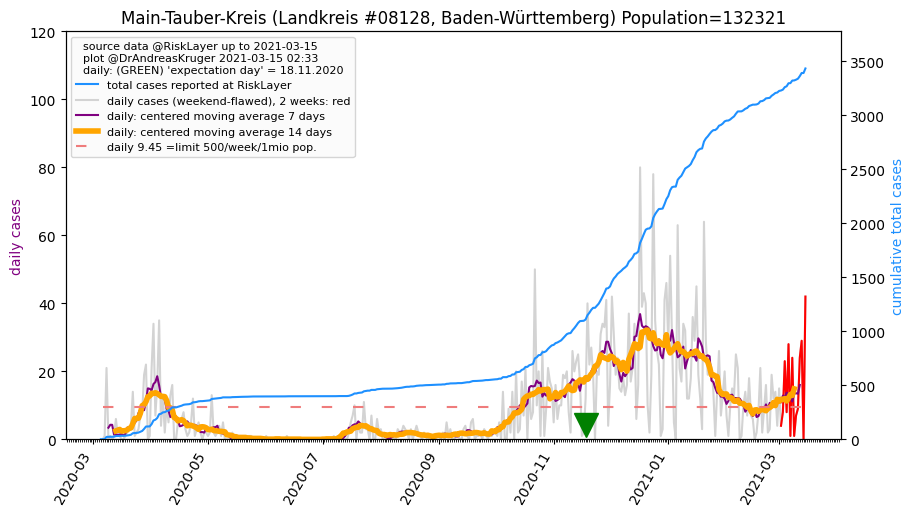 Main-Tauber-Kreis (Landkreis #08128, Baden-Württemberg) Population=132321
source data @RiskLayer up to 2021-03-15
plot @DrAndreasKruger 2021-03-15 02:33
daily: (GREEN) 'expectation day' = 18.11.2020
total cases reported at RiskLayer
daily cases (weekend-flawed), 2 weeks: red
daily: centered moving average 7 days
daily: centered moving average 14 days
daily 9.45 =limit 500/week/1mio pop.
daily cases
120
100
80
60
40
20
0
cumulative total cases
3500
3000
2500
2000
1500
1000
500
0
2020-03
2020-05
2020-07
2020-09
2020-11
2021-01
2021-03